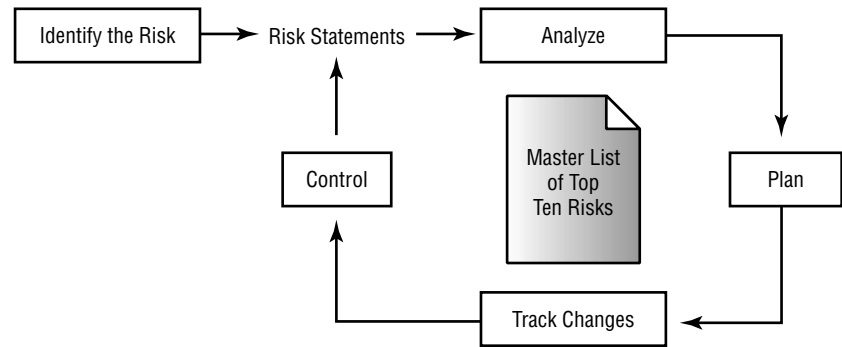 Identify the Risk
Risk Statements
Analyze
Master List
of Top
Ten Risks
Control
Plan
Track Changes